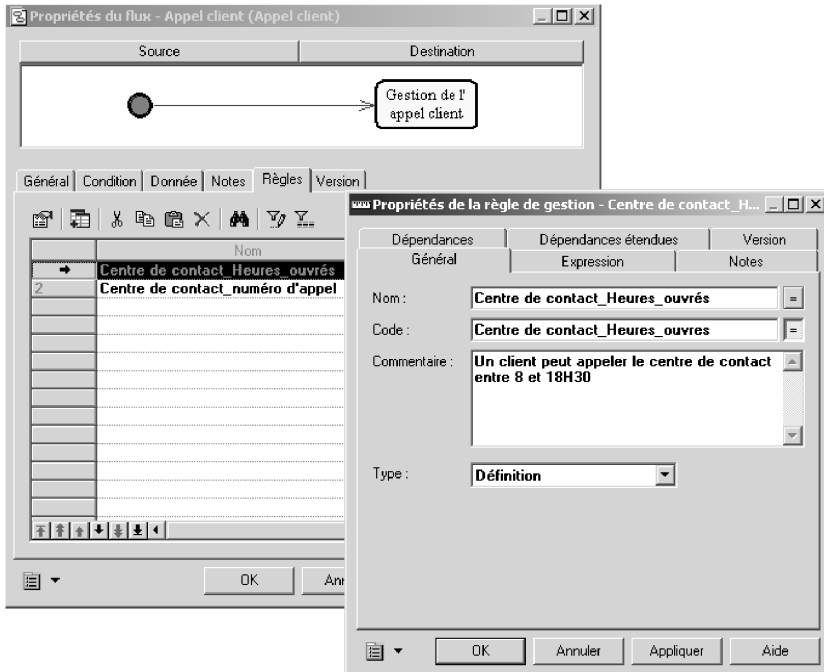 Propriétés du flux - Appel client (Appel client)
Source Destination
Gestion de l'
appel client
Général Condition Donnée Notes Règles Version
Nom
Centre de contact_Heures_ouvrés
2 Centre de contact_numéro d'appel
OK Ann
Propriétés de la règle de gestion - Centre de contact_H...
Dépendances Dépendances étendues Version
Général Expression Notes
Nom : Centre de contact_Heures_ouvrés =
Code : Centre de contact_Heures_ouvres =
Commentaire : Un client peut appeler le centre de contact
entre 8 et 18H30
Type : Définition
OK Annuler Appliquer Aide